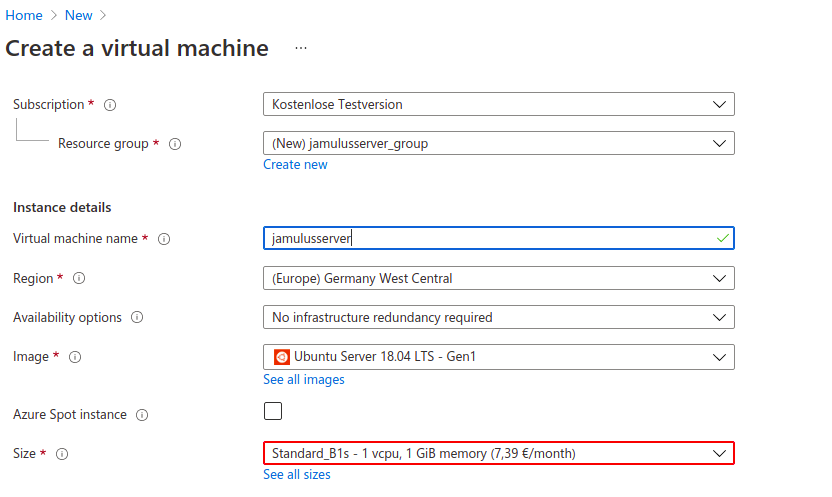 Home > New >
Create a virtual machine ...
Subscription * Kostenlose Testversion
Resource group * (New) jamulusserver_group
Create new
Instance details
Virtual machine name * jamulusserver
Region * (Europe) Germany West Central
Availability options No infrastructure redundancy required
Image * Ubuntu Server 18.04 LTS - Gen1
See all images
Azure Spot instance
Size * Standard_B1s - 1 vcpu, 1 GiB memory (7,39 €/month)
See all sizes